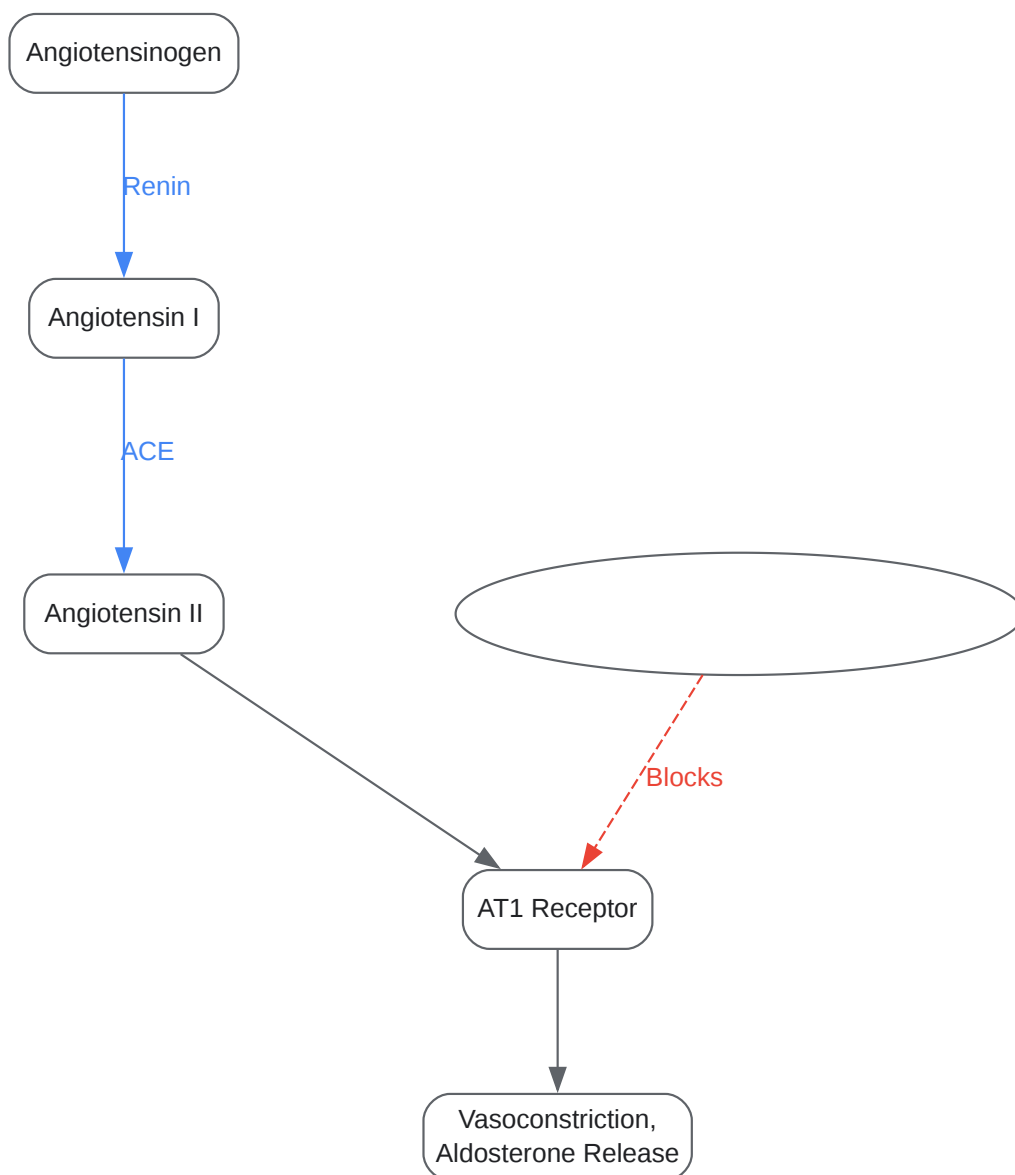 Angiotensinogen
Renin
Angiotensin I
ACE
Angiotensin II
Blocks
AT1 Receptor
Vasoconstriction,
Aldosterone Release